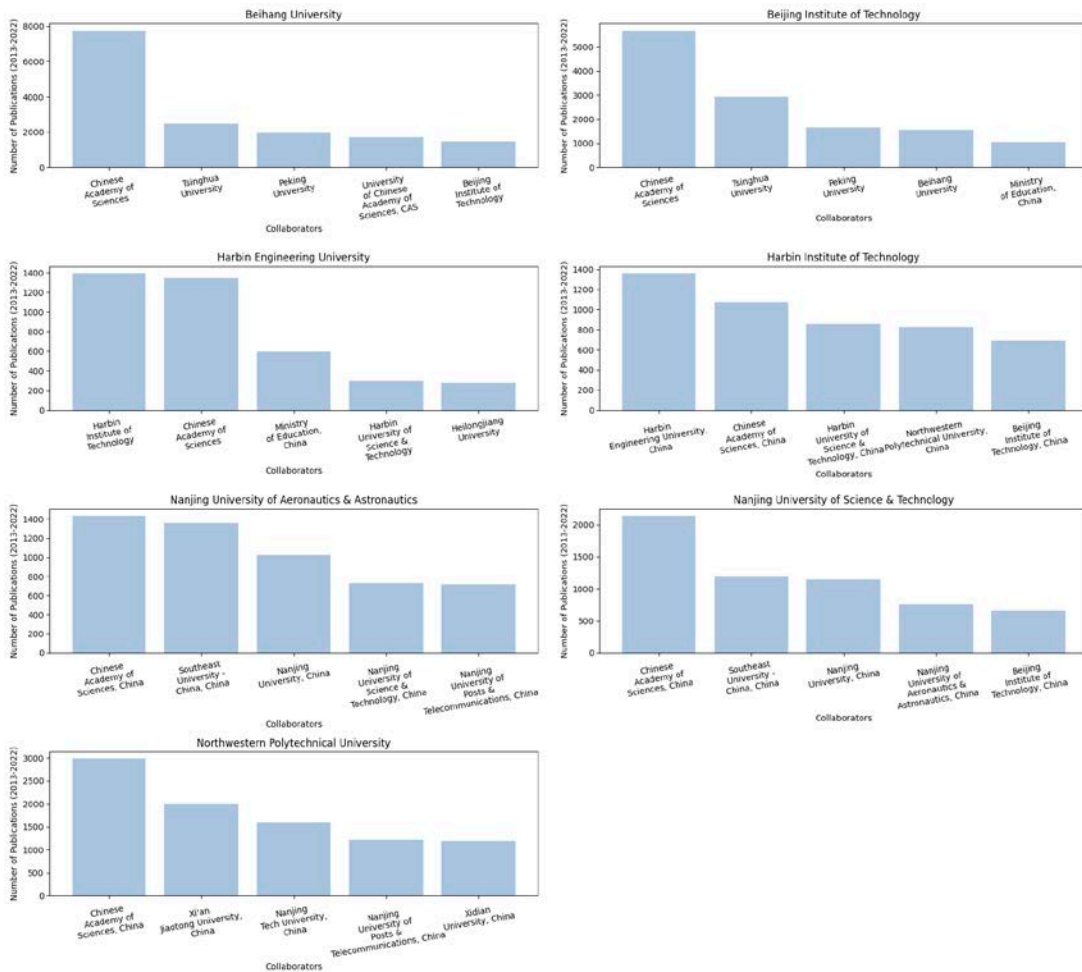 Beihang University
Number of Publications (2013-2022)
8000
6000
4000
2000
0
Chinese
Academy of
Sciences
Tsinghua
University
Peking
University
University
of Chinese
Academy of
Sciences, CAS
Beijing
Institute of
Technology
Collaborators
Beijing Institute of Technology
Number of Publications (2013-2022)
5000
4000
3000
2000
1000
0
Chinese
Academy of
Sciences
Tsinghua
University
Peking
University
Beihang
University
Ministry
of Education,
China
Collaborators
Harbin Engineering University
Number of Publications (2013-2022)
1400
1200
1000
800
600
400
200
0
Harbin
Institute of
Technology
Chinese
Academy of
Sciences
Ministry
of Education,
China
Harbin
University of
Science &
Technology
Heilongjiang
University
Collaborators
Harbin Institute of Technology
Number of Publications (2013-2022)
1400
1200
1000
800
600
400
200
0
Harbin
Engineering University,
China
Chinese
Academy of
Sciences, China
Harbin
University of
Science &
Technology, China
Northwestern
Polytechnical University,
China
Beijing
Institute of
Technology, China
Collaborators
Nanjing University of Aeronautics & Astronautics
Number of Publications (2013-2022)
1400
1200
1000
800
600
400
200
0
Chinese
Academy of
Sciences, China
Southeast
University -
China, China
Nanjing
University, China
Nanjing
University of
Science &
Technology, China
Nanjing
University of
Posts &
Telecommunications, China
Collaborators
Nanjing University of Science & Technology
Number of Publications (2013-2022)
2000
1500
1000
500
0
Chinese
Academy of
Sciences, China
Southeast
University -
China, China
Nanjing
University, China
Nanjing
University of
Aeronautics &
Astronautics, China
Beijing
Institute of
Technology, China
Collaborators
Northwestern Polytechnical University
Number of Publications (2013-2022)
3000
2500
2000
1500
1000
500
0
Chinese
Academy of
Sciences, China
Xi'an
Jiaotong University,
China
Nanjing
Tech University,
China
Nanjing
University of
Posts &
Telecommunications, China
Xidian
University, China
Collaborators